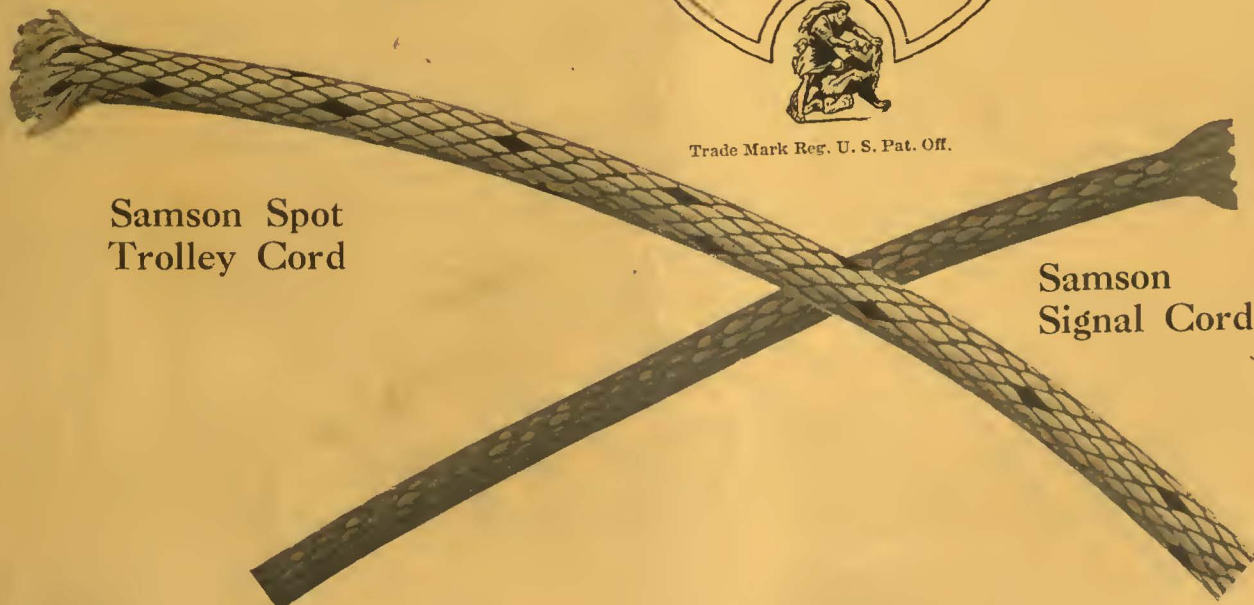 Trade Mark Reg. U. S. Pat. Off.
Samson Spot
Trolley Cord
Samson
Signal Cord